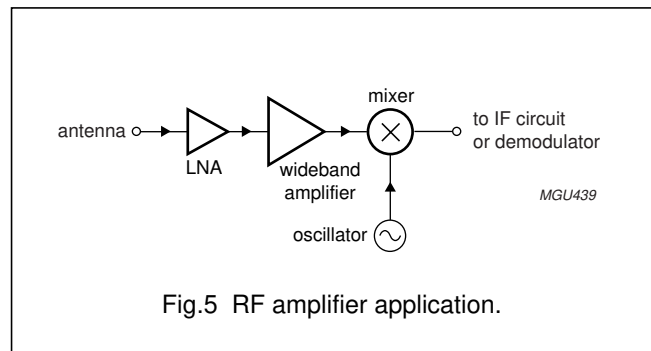 mixer
antenna
to IF circuit
or demodulator
LNA
wideband
amplifier
MGU439
oscillator
Fig.5 RF amplifier application.